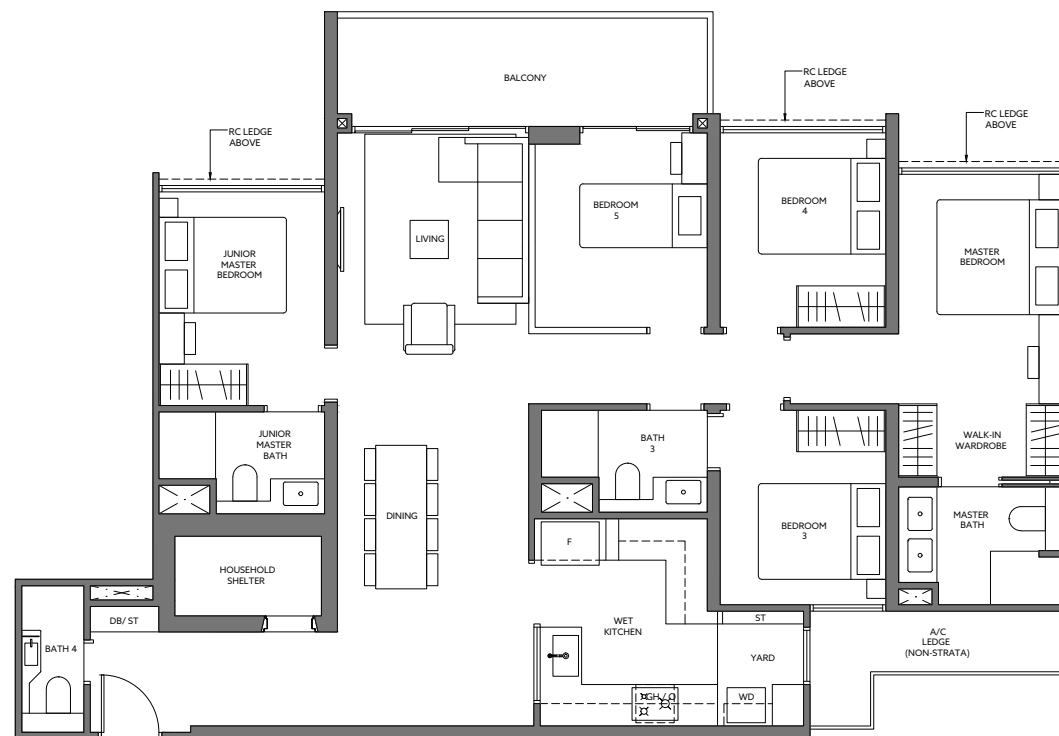 BALCONY
RC LEDGE
ABOVE
RC LEDGE
ABOVE
RC LEDGE
ABOVE
JUNIOR
MASTER
BEDROOM
LIVING
BEDROOM
5
BEDROOM
4
MASTER
BEDROOM
JUNIOR
MASTER
BATH
BATH
3
WALK-IN
WARDROBE
DINING
BEDROOM
3
MASTER
BATH
F
HOUSEHOLD
SHELTER
DB/ ST
WET
KITCHEN
ST
A/C
LEDGE
(NON-STRATA)
BATH 4
YARD
WD